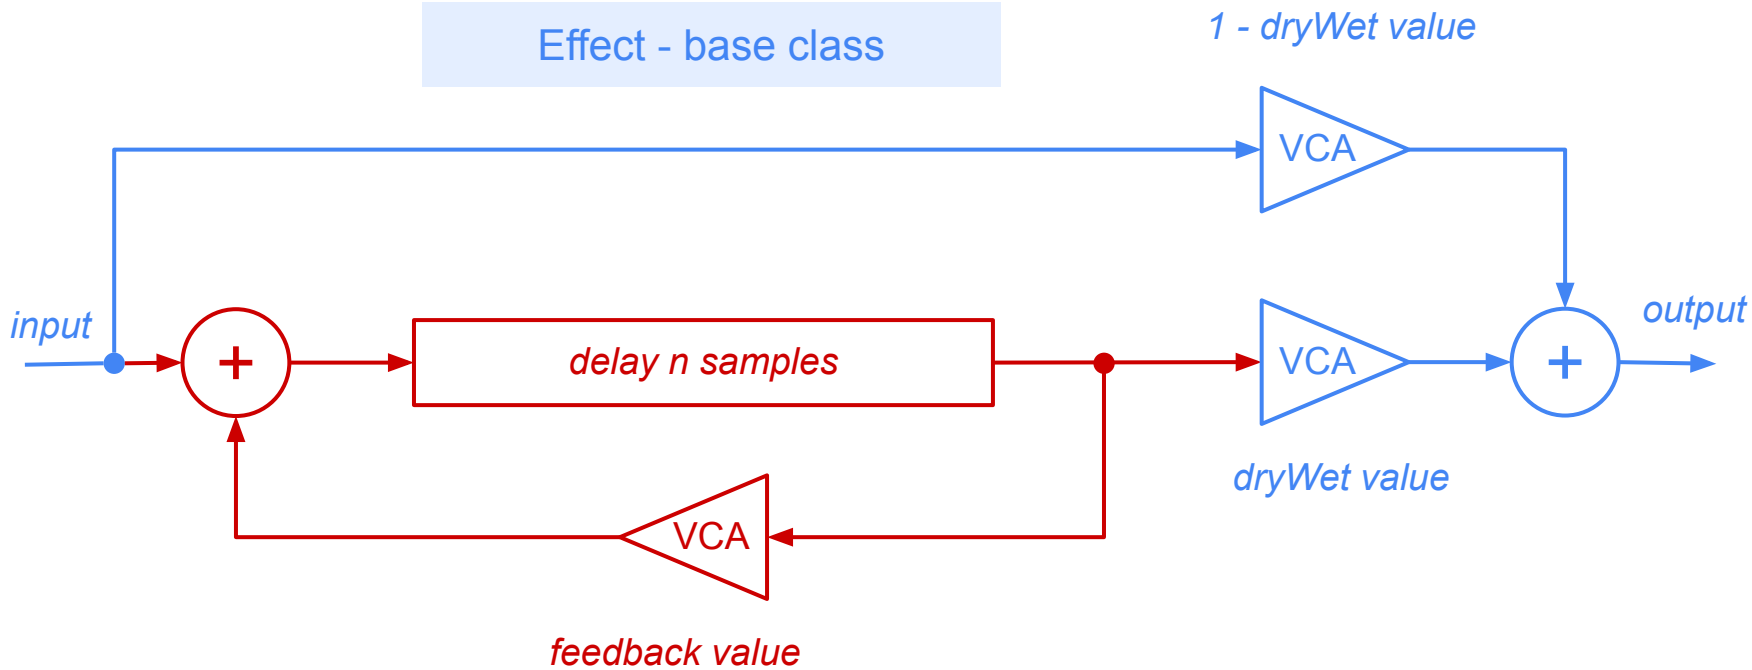 Effect - base class
1 - dryWet value
VCA
input
+
delay n samples
VCA
+
output
dryWet value
VCA
feedback value